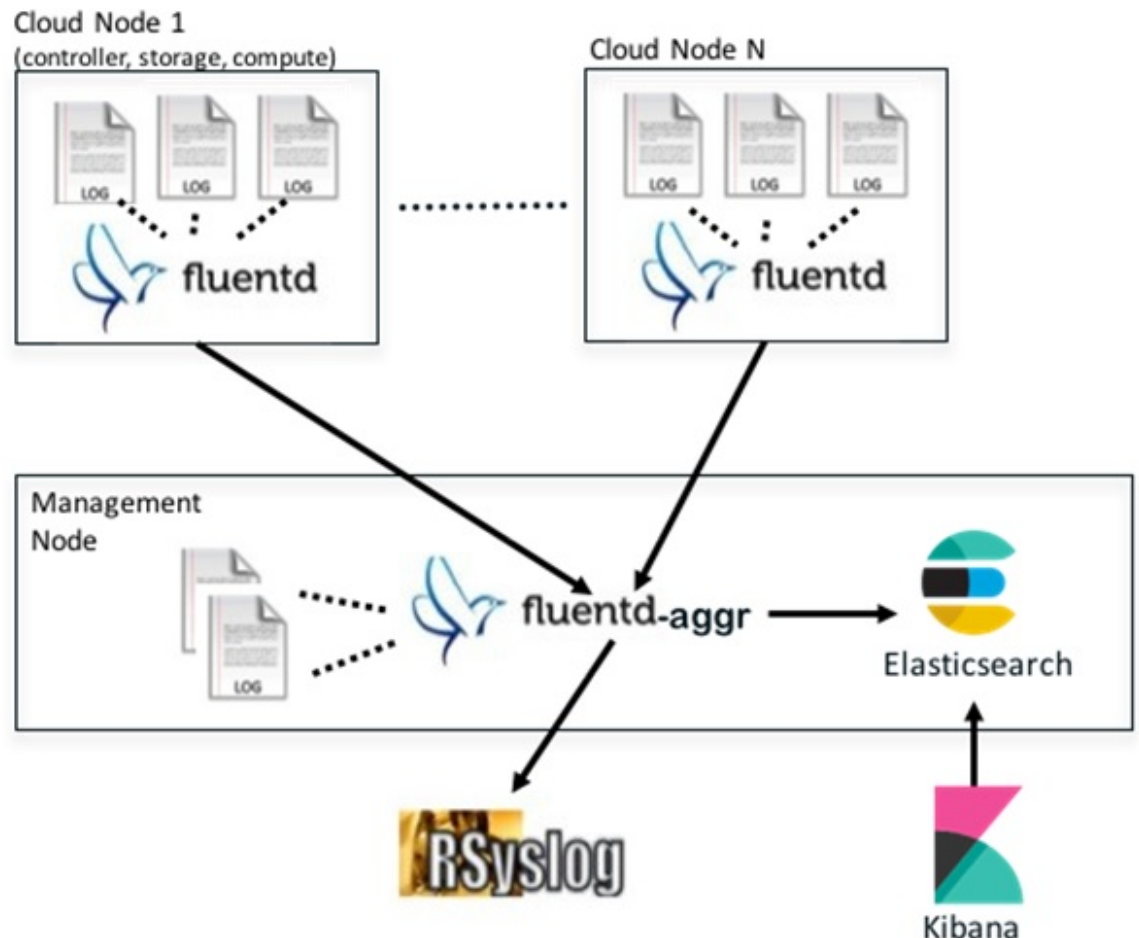 Cloud Node 1
(controller, storage, compute)
Cloud Node N
LOG
LOG
LOG
LOG
LOG
LOG
fluentd
fluentd
Management
Node
LOG
fluentd-aggr
Elasticsearch
RSyslog
Kibana